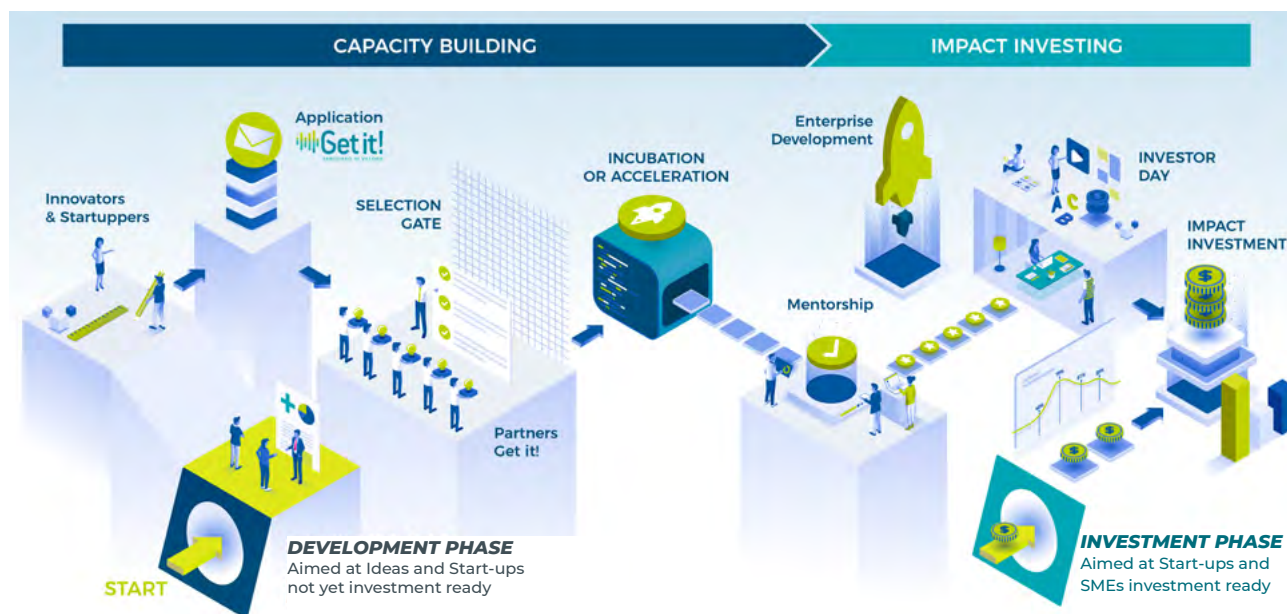 CAPACITY BUILDING
IMPACT INVESTING
Application
Get it!
Innovators
& Startuppers
SELECTION
GATE
INCUBATION
OR ACCELERATION
Enterprise
Development
INVESTOR
DAY
IMPACT
INVESTMENT
Mentorship
Partners
Get it!
START
DEVELOPMENT PHASE
Aimed at Ideas and Start-ups
not yet investment ready
INVESTMENT PHASE
Aimed at Start-ups and
SMEs investment ready
A
B
C